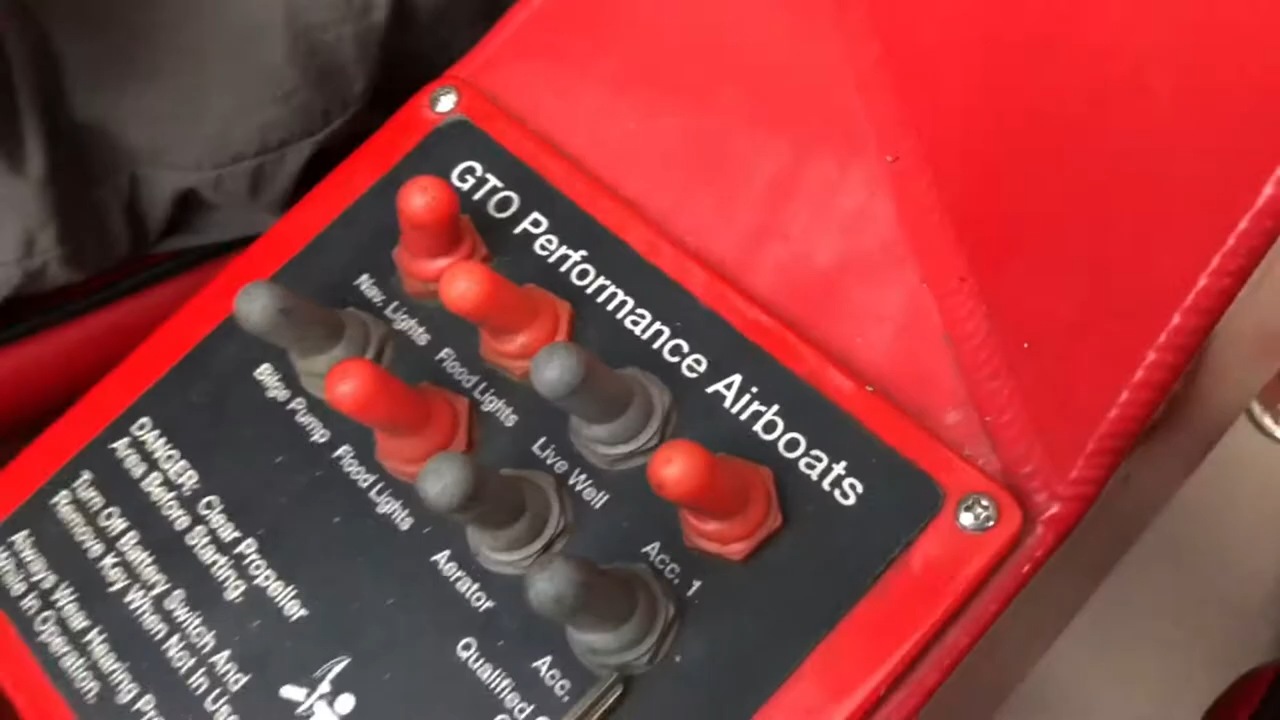 GTO Performance Airboats
Nav. Lights
Flood Lights
Live Well
Acc. 1
Bilge Pump
Flood Lights
Aerator
Acc.
DANGER: Clear Propeller
Area Before Starting.
Turn Off Battery Switch And
Remove Key When Not In Use
Always Wear Hearing
In Operation.
Qualified